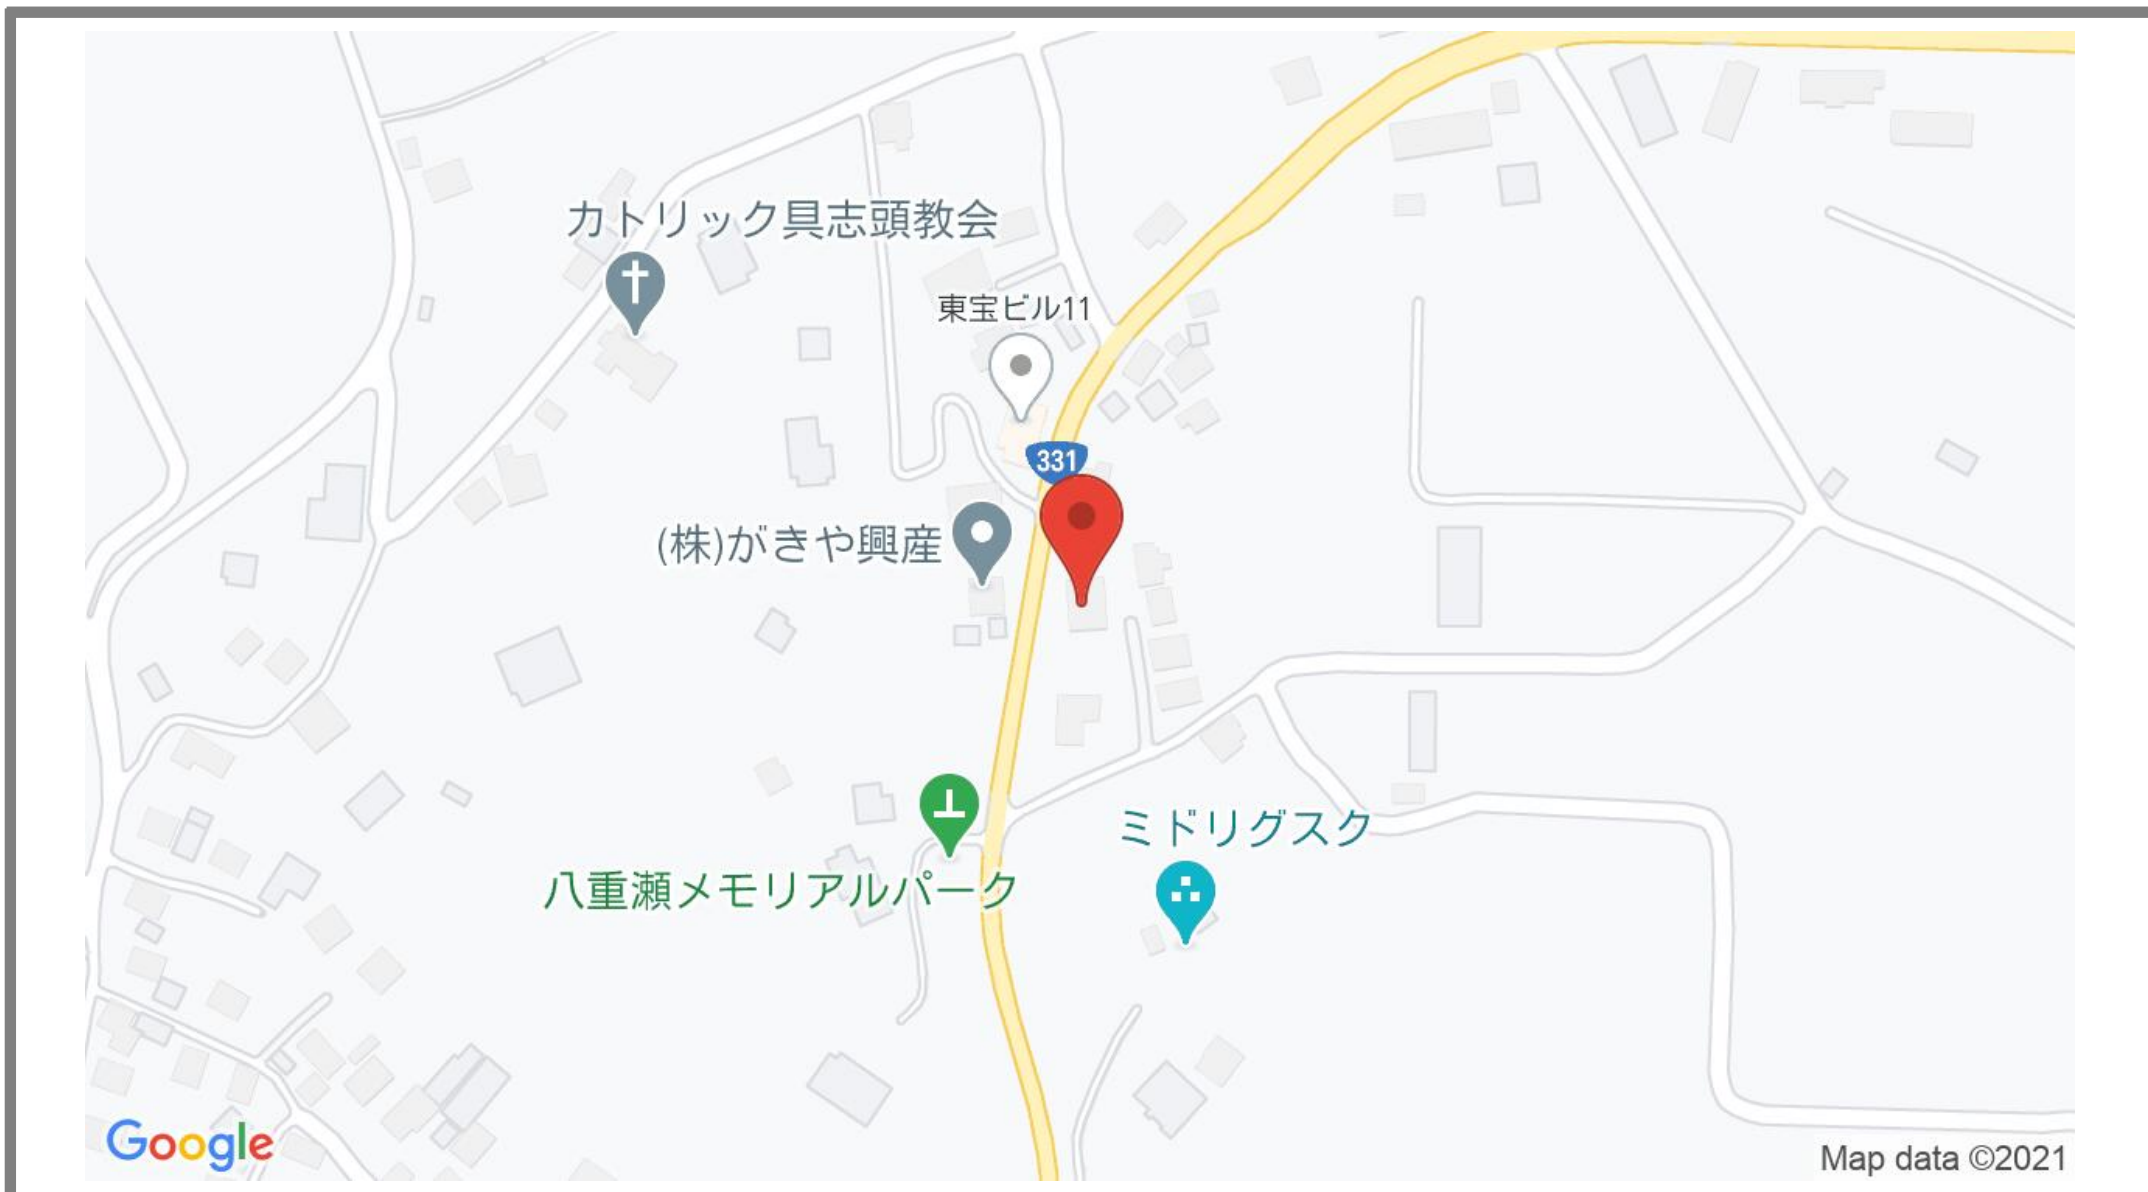 カトリック具志頭教会
東宝ビル11
331
(株)がきや興産
ミドリグスク
八重瀬メモリアルパーク
Google
Map data ©2021